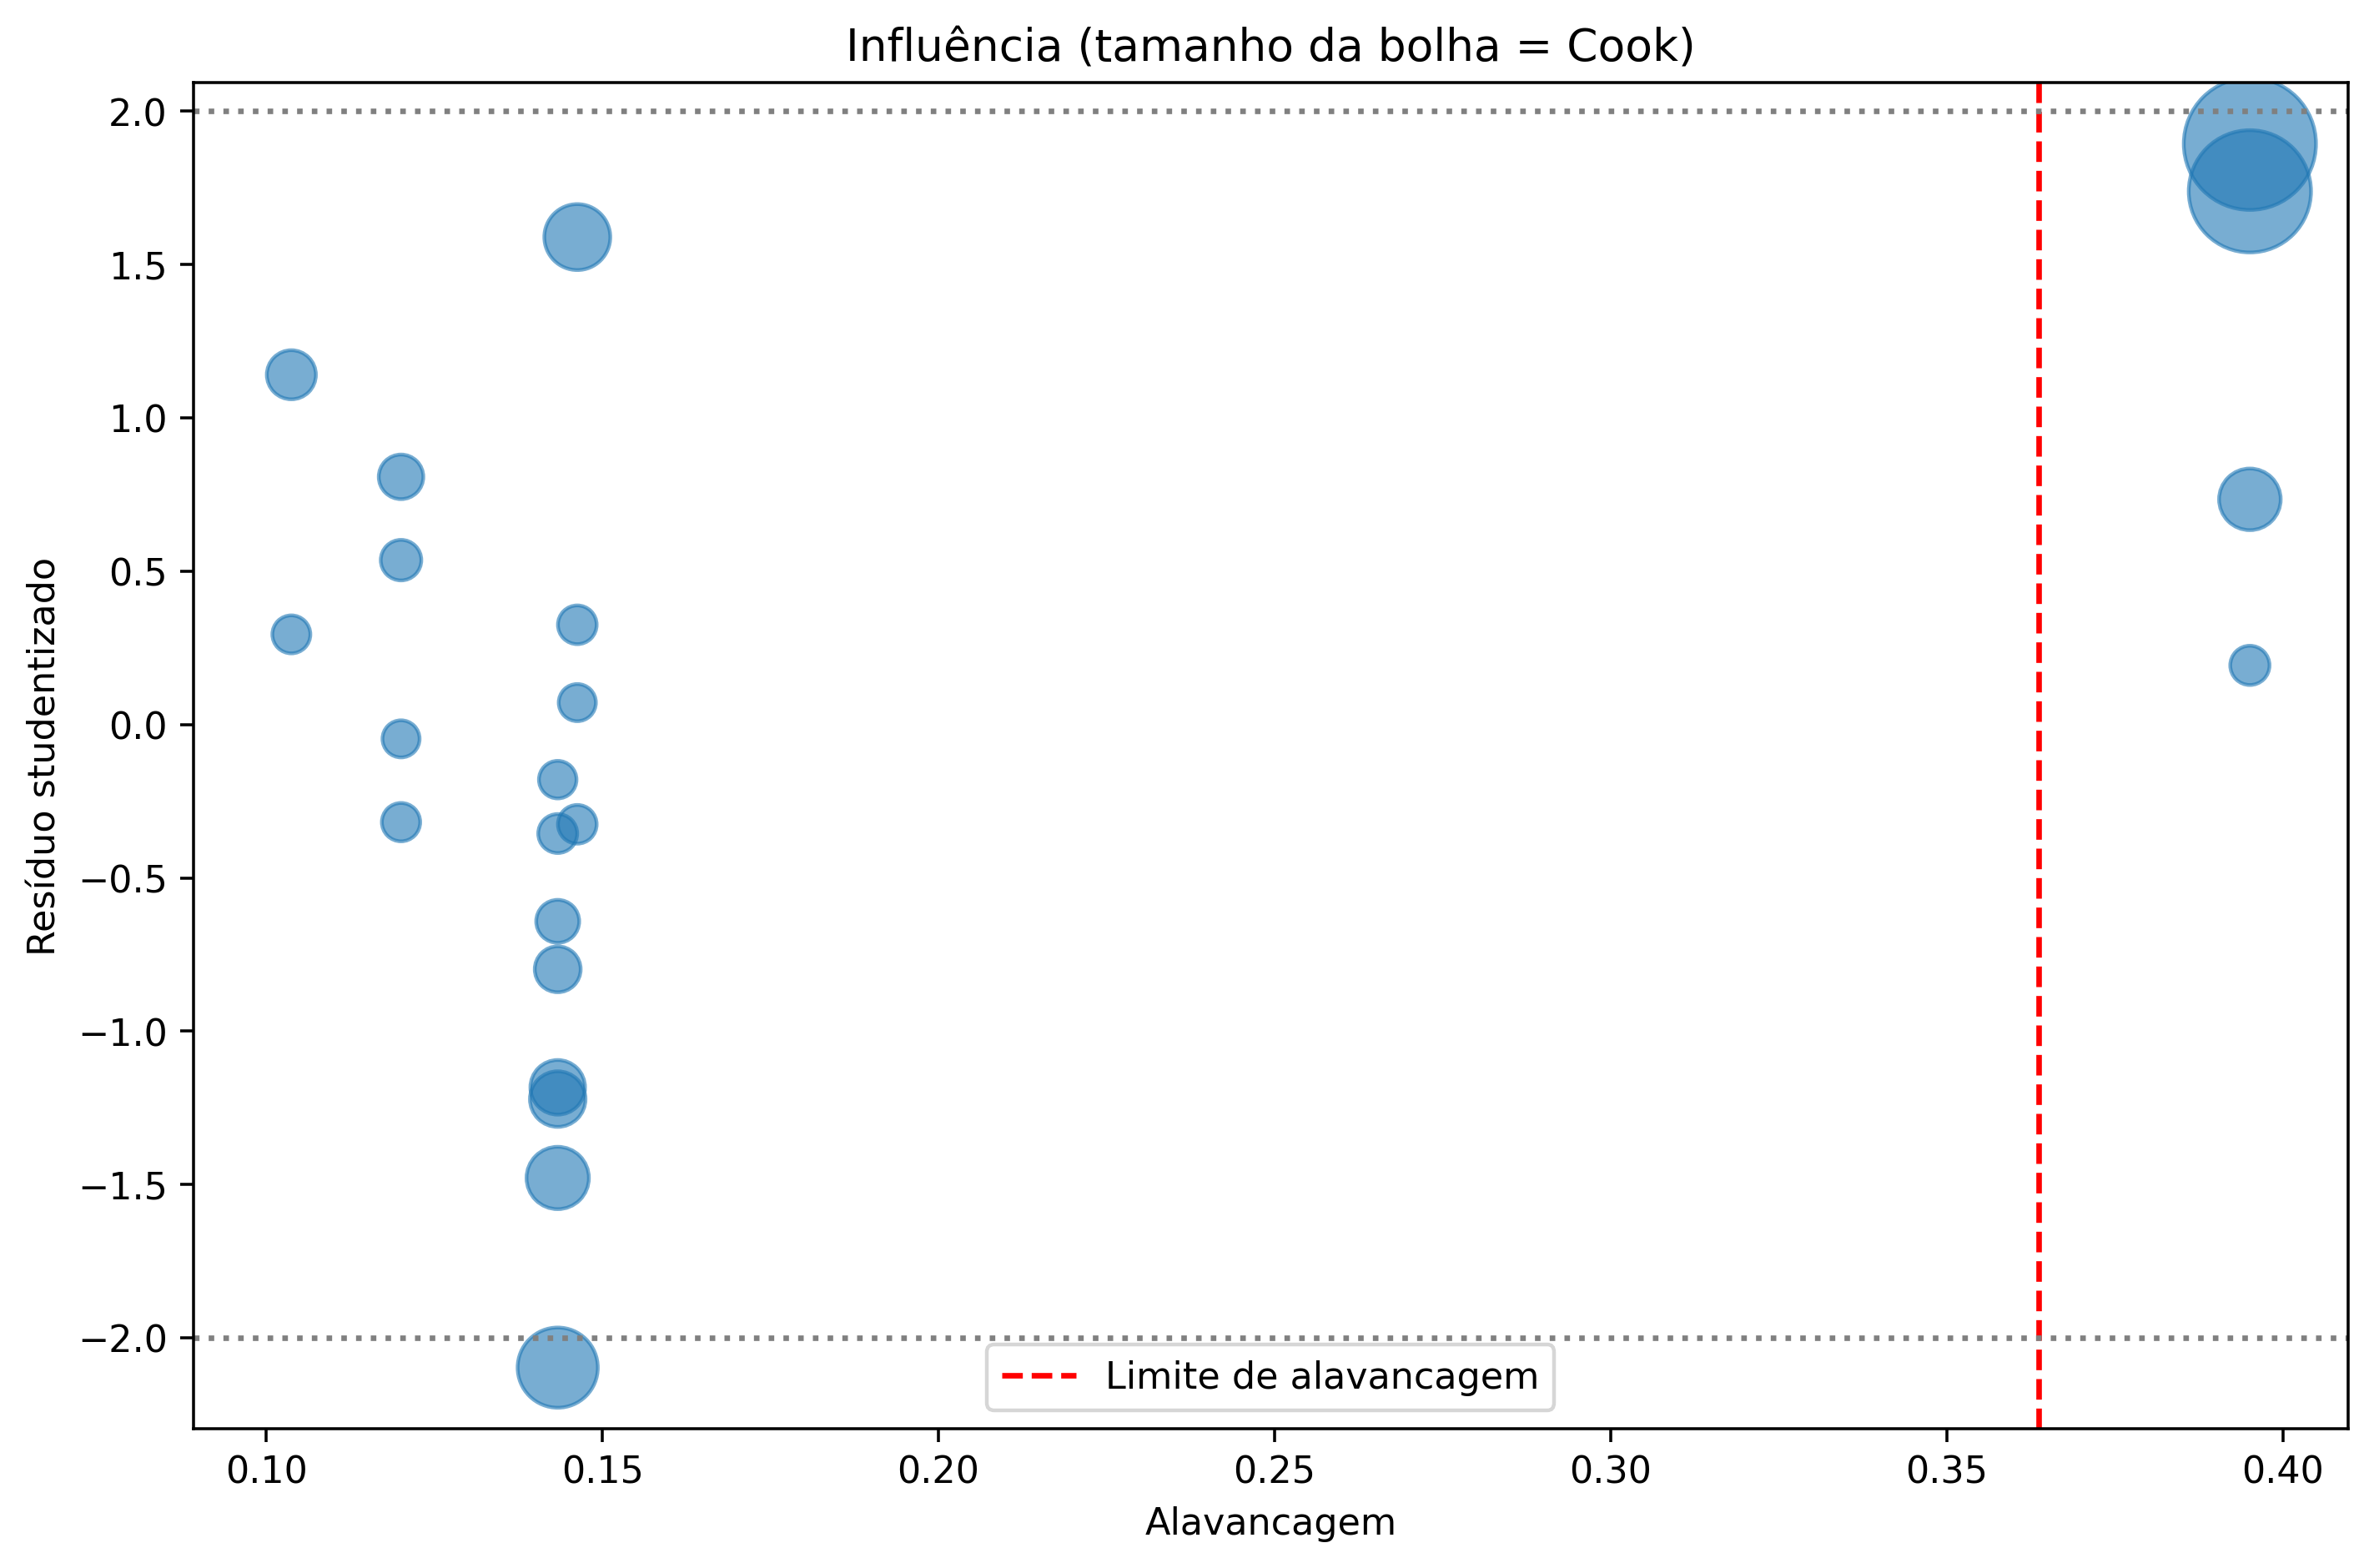 Influência (tamanho da bolha = Cook)
2.0
1.5
1.0
0.5
0.0
−0.5
−1.0
−1.5
−2.0
Resíduo studentizado
Limite de alavancagem
0.10 0.15 0.20 0.25 0.30 0.35 0.40
Alavancagem